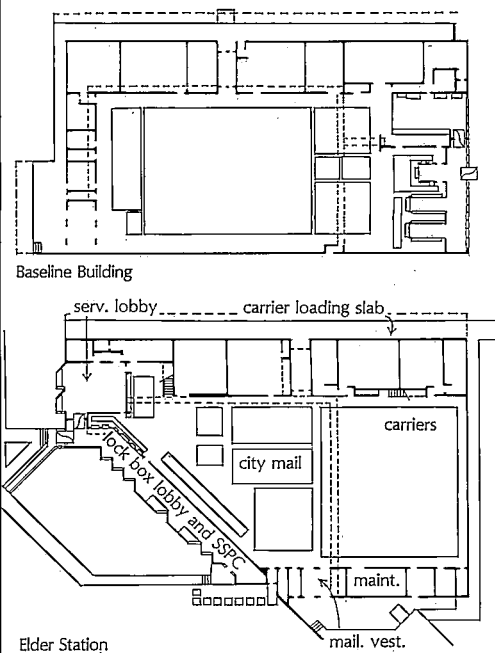 Baseline Building
serv. lobby
carrier loading slab
carriers
lock box lobby and SSPC
city mail
maint.
mail. vest.
Elder Station